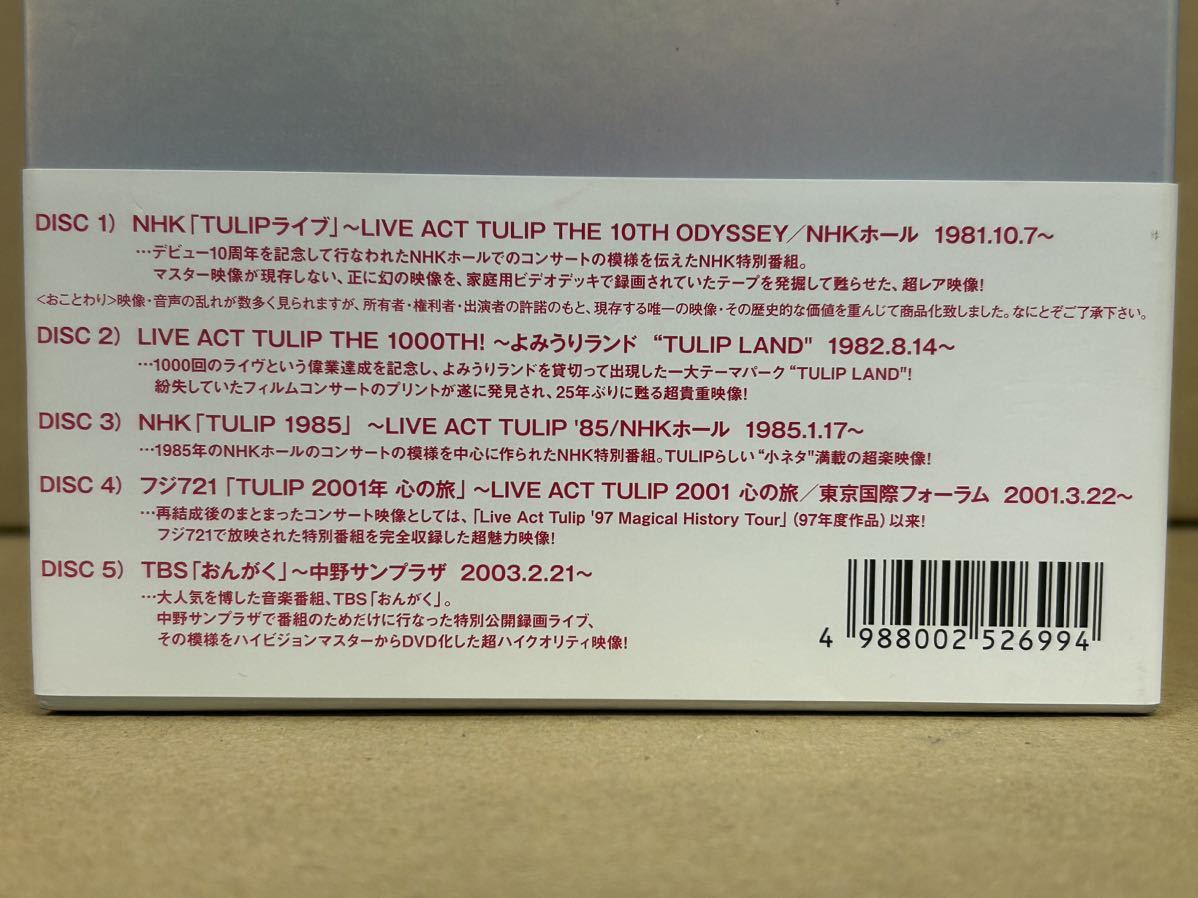 DISC 1) NHK「TULIPライブ」〜LIVE ACT TULIP THE 10TH ODYSSEY／NHKホール 1981.10.7〜
…デビュー10周年を記念して行なわれたNHKホールでのコンサートの模様を伝えたNHK特別番組。
マスター映像が現存しない、正に幻の映像を、家庭用ビデオデッキで録画されていたテープを発掘して甦らせた、超レア映像!
<おことわり>映像・音声の乱れが数多く見られますが、所有者・権利者・出演者の許諾のもと、現存する唯一の映像・その歴史的な価値を重んじて商品化致しました。なにとぞご了承下さい。
DISC 2) LIVE ACT TULIP THE 1000TH! 〜よみうりランド “TULIP LAND" 1982.8.14〜
…1000回のライヴという偉業達成を記念し、よみうりランドを貸切って出現した一大テーマパーク“TULIP LAND"!
紛失していたフィルムコンサートのプリントが遂に発見され、25年ぶりに甦る超貴重映像!
DISC 3) NHK「TULIP 1985」 〜LIVE ACT TULIP '85/NHKホール 1985.1.17〜
…1985年のNHKホールのコンサートの模様を中心に作られたNHK特別番組。TULIPらしい“小ネタ"満載の超楽映像!
DISC 4) フジ721「TULIP 2001年 心の旅」〜LIVE ACT TULIP 2001 心の旅／東京国際フォーラム 2001.3.22〜
…再結成後のまとまったコンサート映像としては、「Live Act Tulip '97 Magical History Tour」(97年度作品)以来!
フジ721で放映された特別番組を完全収録した超魅力映像!
DISC 5) TBS「おんがく」〜中野サンプラザ 2003.2.21〜
…大人気を博した音楽番組、TBS「おんがく」。
中野サンプラザで番組のためだけに行なった特別公開録画ライブ、
その模様をハイビジョンマスターからDVD化した超ハイクオリティ映像!
4 988002 526994